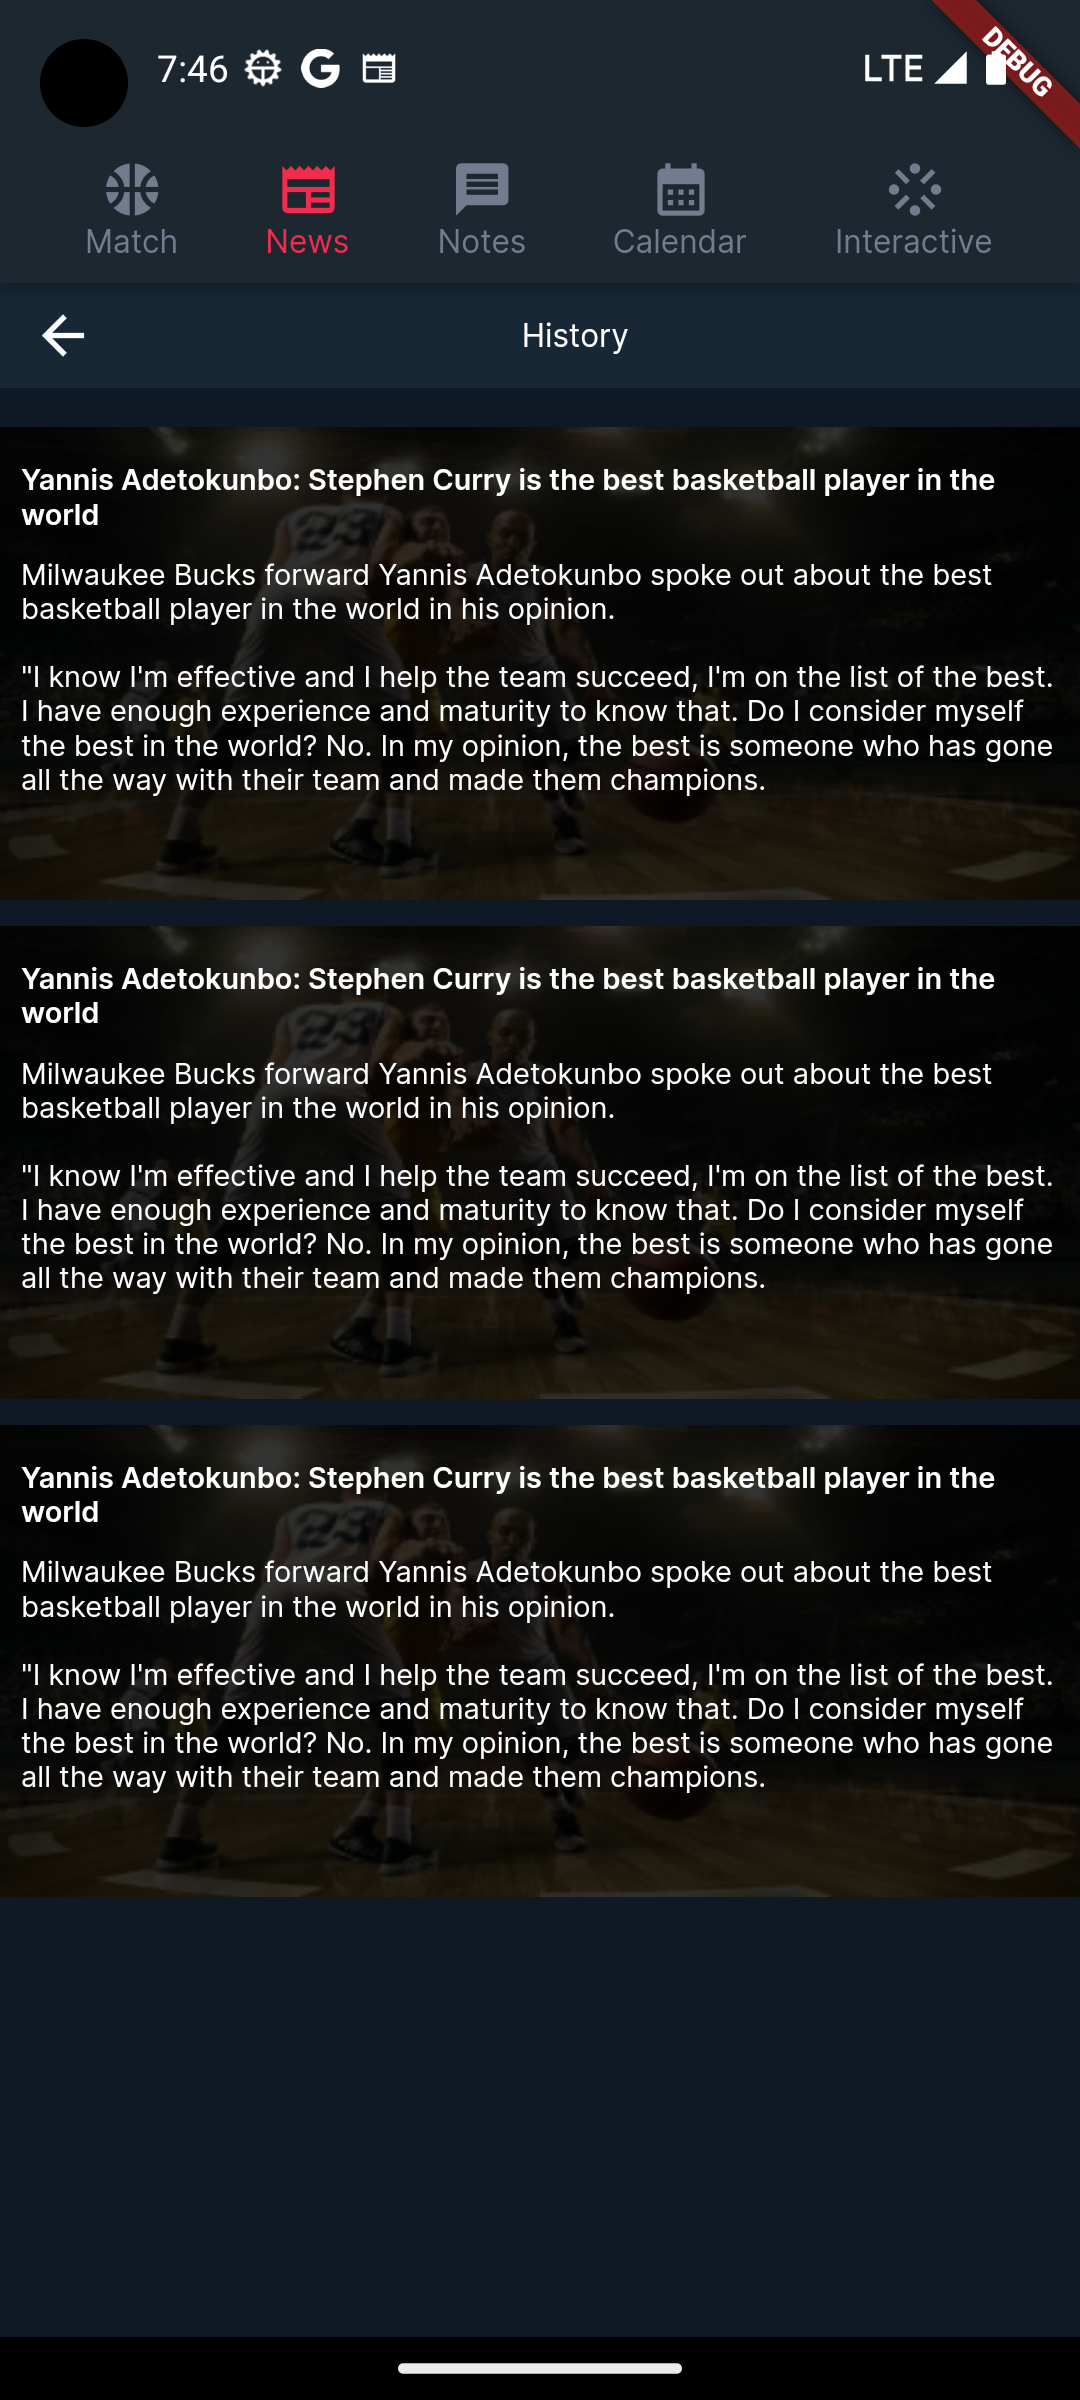 7:46
LTE
DEBUG
Match
News
Notes
Calendar
Interactive
History
Yannis Adetokunbo: Stephen Curry is the best basketball player in the
world
Milwaukee Bucks forward Yannis Adetokunbo spoke out about the best
basketball player in the world in his opinion.
"I know I'm effective and I help the team succeed, I'm on the list of the best.
I have enough experience and maturity to know that. Do I consider myself
the best in the world? No. In my opinion, the best is someone who has gone
all the way with their team and made them champions.
Yannis Adetokunbo: Stephen Curry is the best basketball player in the
world
Milwaukee Bucks forward Yannis Adetokunbo spoke out about the best
basketball player in the world in his opinion.
"I know I'm effective and I help the team succeed, I'm on the list of the best.
I have enough experience and maturity to know that. Do I consider myself
the best in the world? No. In my opinion, the best is someone who has gone
all the way with their team and made them champions.
Yannis Adetokunbo: Stephen Curry is the best basketball player in the
world
Milwaukee Bucks forward Yannis Adetokunbo spoke out about the best
basketball player in the world in his opinion.
"I know I'm effective and I help the team succeed, I'm on the list of the best.
I have enough experience and maturity to know that. Do I consider myself
the best in the world? No. In my opinion, the best is someone who has gone
all the way with their team and made them champions.